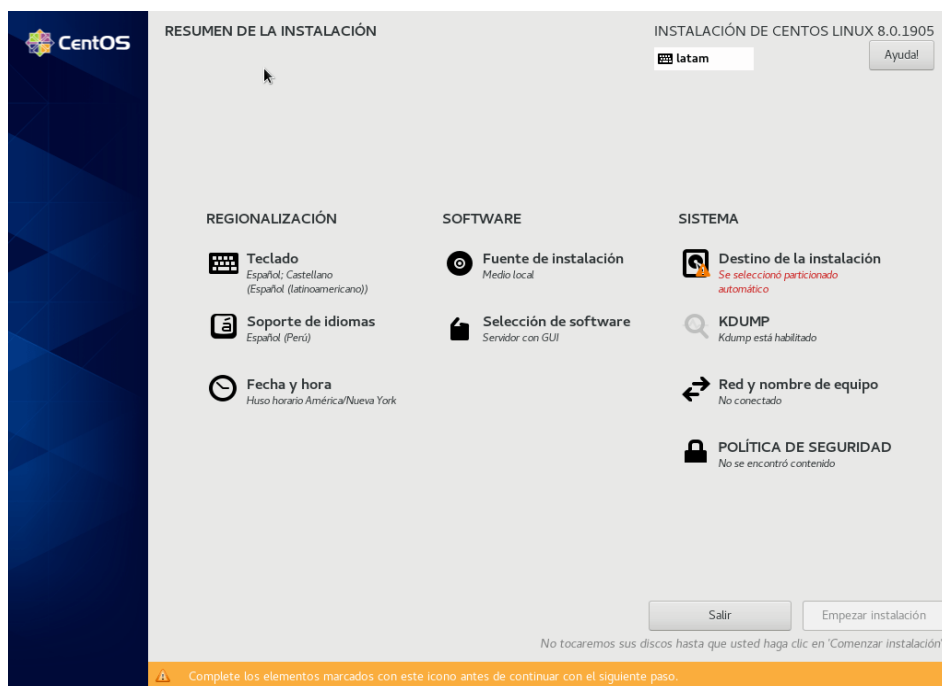 CentOS
RESUMEN DE LA INSTALACIÓN
INSTALACIÓN DE CENTOS LINUX 8.0.1905
latam
Ayuda!
REGIONALIZACIÓN
Teclado
Español; Castellano
(Español (latinoamericano))
Soporte de idiomas
Español (Perú)
Fecha y hora
Huso horario América/Nueva York
SOFTWARE
Fuente de instalación
Medio local
Selección de software
Servidor con GUI
SISTEMA
Destino de la instalación
Se seleccionó particionado
automático
KDUMP
Kdump está habilitado
Red y nombre de equipo
No conectado
POLÍTICA DE SEGURIDAD
No se encontró contenido
Salir
Empezar instalación
No tocaremos sus discos hasta que usted haga clic en 'Comenzar instalación'
Complete los elementos marcados con este icono antes de continuar con el siguiente paso.